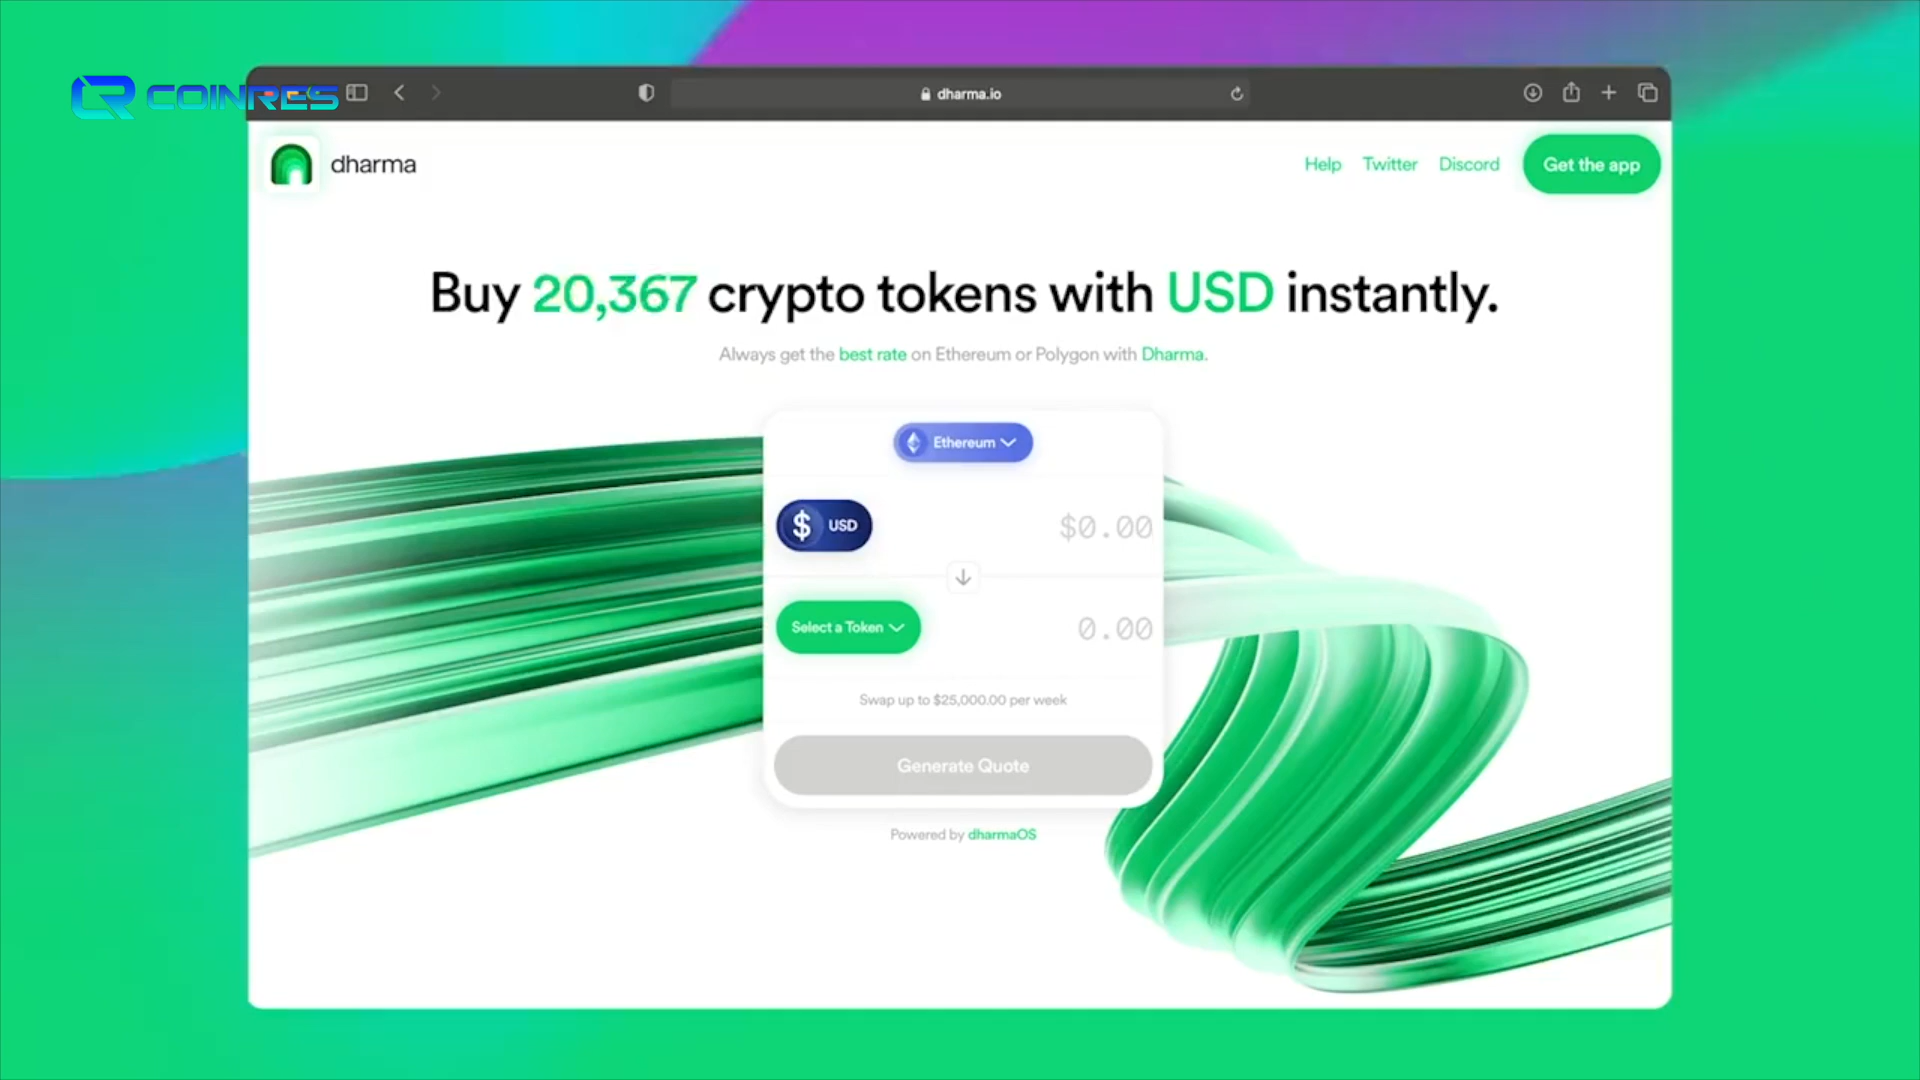 COINRES
dharma.io
dharma
Help Twitter Discord Get the app
Buy 20,367 crypto tokens with USD instantly.
Always get the best rate on Ethereum or Polygon with Dharma.
Ethereum
$ USD $0.00
Select a Token 0.00
Swap up to $25,000.00 per week
Generate Quote
Powered by dharmaOS